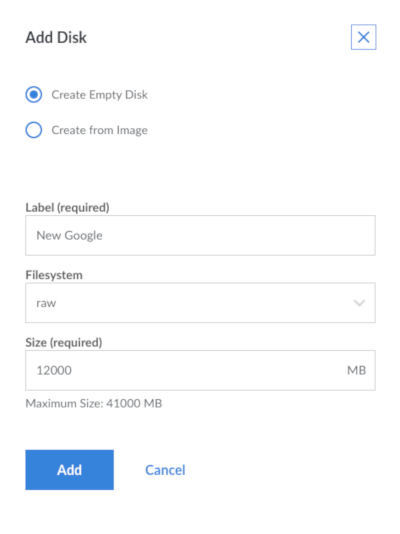 Add Disk
Create Empty Disk
Create from Image
Label (required)
New Google
Filesystem
raw
Size (required)
12000 MB
Maximum Size: 41000 MB
Add Cancel